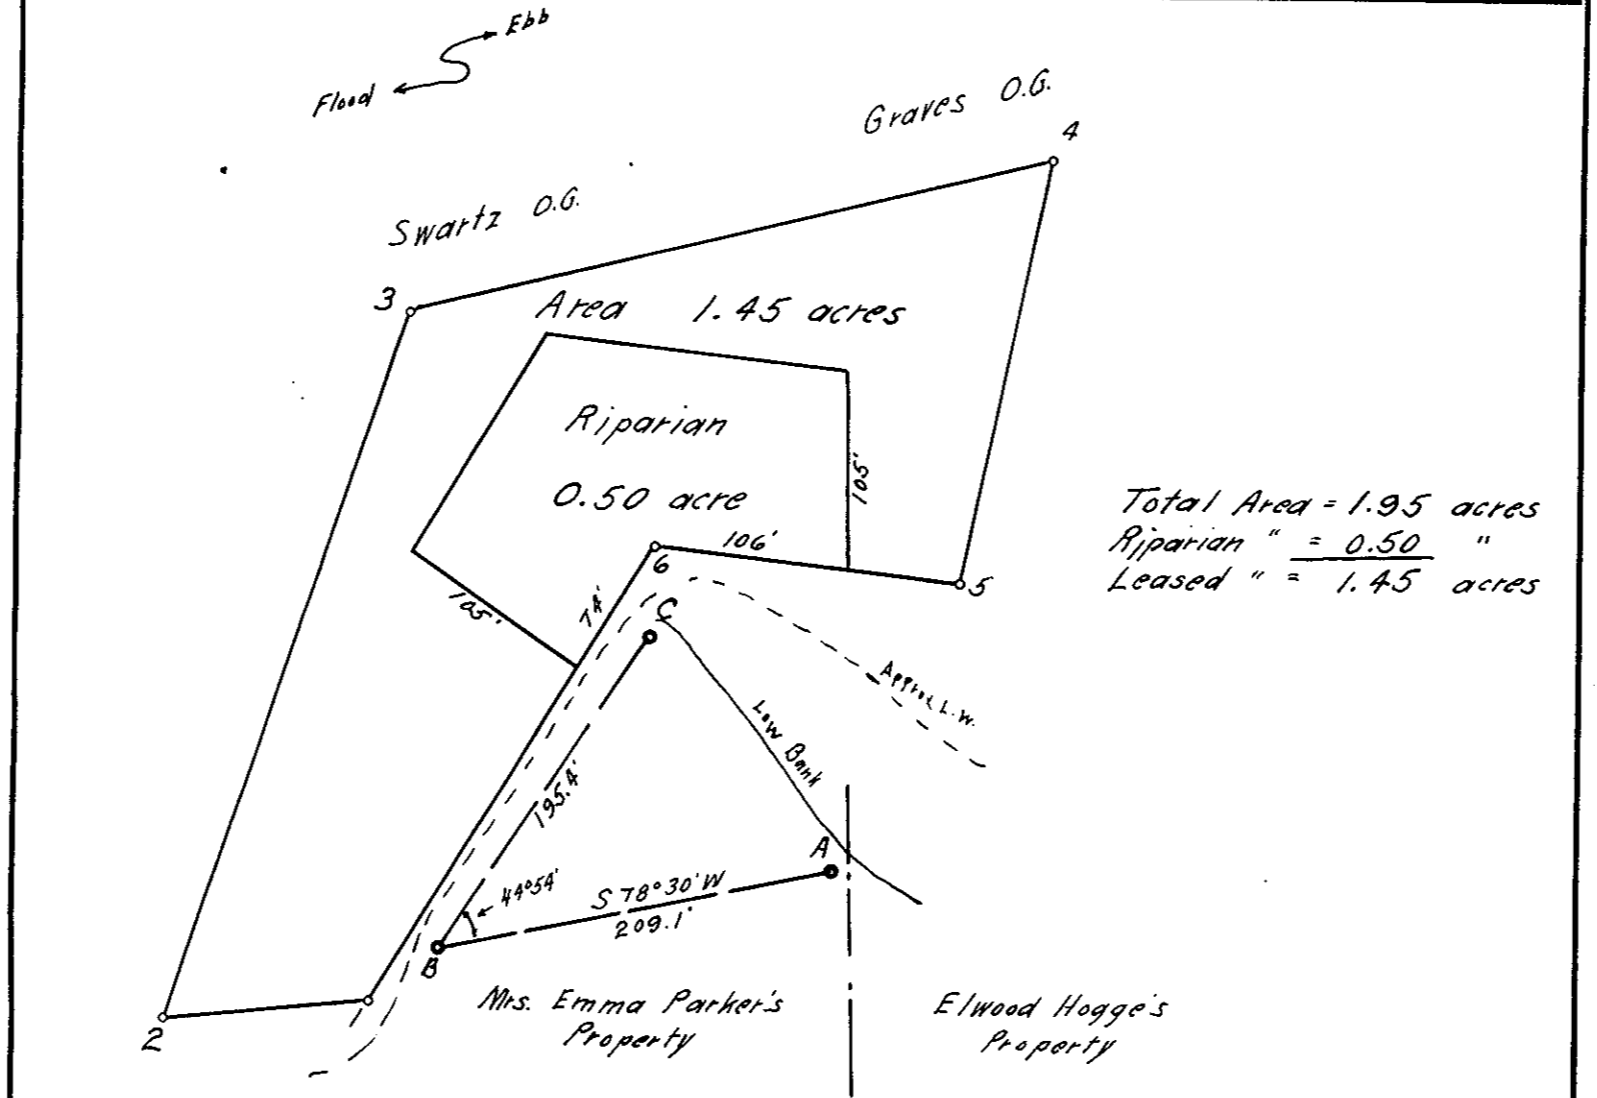 Ebb
Flood
Graves O.G.
4
Swartz O.G.
3
Area 1.45 acres
Riparian
0.50 acre
105'
106'
6
5
105'
74'
C
Total Area = 1.95 acres
Riparian " = 0.50 "
Leased " = 1.45 acres
Approx L.W.
Low Bank
195.4'
A
44°54'
S 78°30' W
209.1'
B
2
Mrs. Emma Parker's
Property
Elwood Hogge's
Property